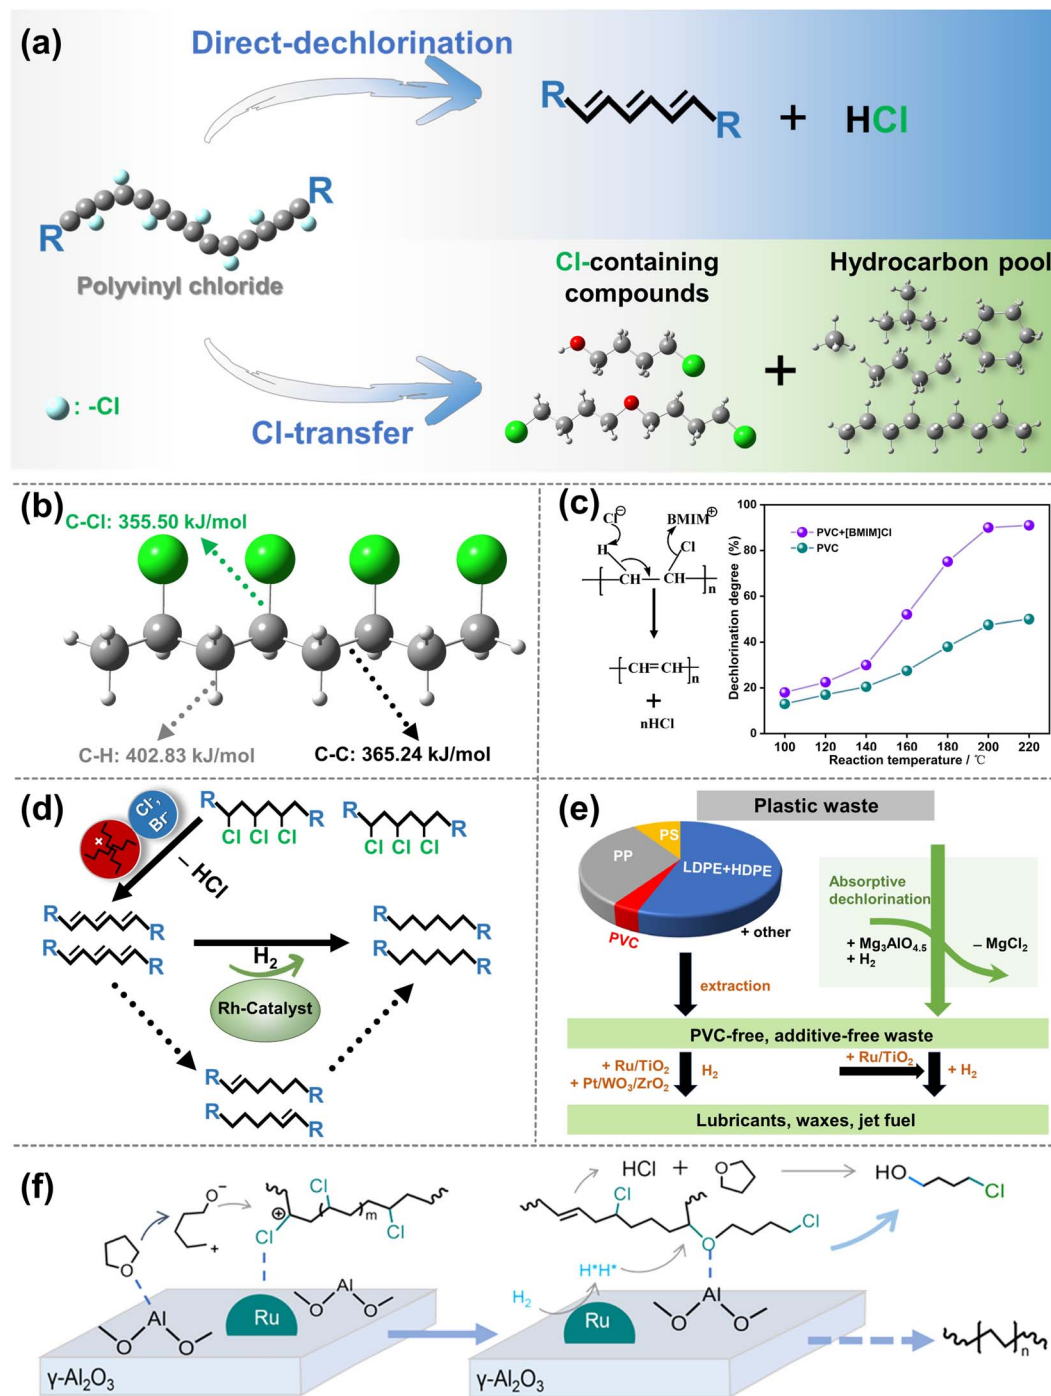 (a)
Direct-dechlorination
R
R
+ HCl
R
R
Polyvinyl chloride
: -Cl
Cl-transfer
Cl-containing
compounds
+
Hydrocarbon pool
(b)
C-Cl: 355.50 kJ/mol
C-H: 402.83 kJ/mol
C-C: 365.24 kJ/mol
(c)
Cl⊖
BMIM⊕
H
Cl
CH
CH
n
[CH=CH]n
+
nHCl
Dechlorination degree (%)
100
80
60
40
20
0
PVC+[BMIM]Cl
PVC
100 120 140 160 180 200 220
Reaction temperature / ℃
(d)
Cl⁻,
Br⁻
+
R
R
Cl Cl Cl
R
R
Cl Cl Cl
– HCl
R
R
R
R
H₂
Rh-Catalyst
R
R
R
R
R
R
R
R
(e)
Plastic waste
PS
PP
LDPE+HDPE
PVC
+ other
Absorptive
dechlorination
+ Mg₃AlO₄.₅
+ H₂
– MgCl₂
extraction
PVC-free, additive-free waste
+ Ru/TiO₂
+ Pt/WO₃/ZrO₂
H₂
+ Ru/TiO₂
+ H₂
Lubricants, waxes, jet fuel
(f)
O
O⁻
+
Cl
Cl
Cl
+
m
Al
O
O
Ru
Al
O
O
γ-Al₂O₃
HCl +
O
HO
Cl
Cl
O
Cl
H*H*
H₂
Ru
Al
O
O
γ-Al₂O₃
n